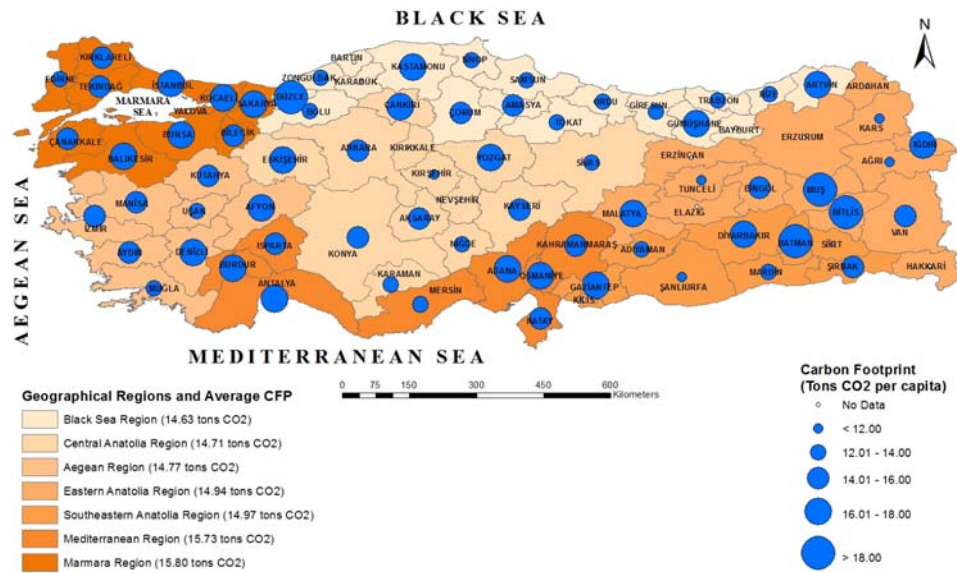 BLACK SEA
N
KIRKLARELİ
EDİRNE
TEKİRDAĞ
İSTANBUL
MARMARA
SEA
KOCAELİ
YALOVA
SAKARYA
DÜZCE
ZONGULDAK
BARTIN
KARABÜK
BOLU
KASTAMONU
SİNOP
SAMSUN
ÇANKIRI
ÇORUM
AMASYA
TOKAT
ORDU
GİRESUN
TRABZON
GÜMÜŞHANE
BAYBURT
RİZE
ARTVİN
ARDAHAN
KARS
IĞDIR
AĞRI
ERZURUM
ERZİNCAN
ÇANAKKALE
BALIKESİR
BURSA
BİLECİK
ESKİŞEHİR
ANKARA
KIRIKKALE
YOZGAT
SİVAS
KIRŞEHİR
NEVŞEHİR
KAYSERİ
TUNCELİ
ELAZIĞ
BİNGÖL
MUŞ
BİTLİS
VAN
KÜTAHYA
MANİSA
UŞAK
AFYON
İZMİR
AYDIN
DENİZLİ
MUĞLA
ISPARTA
BURDUR
ANTALYA
KONYA
AKSARAY
NİĞDE
KARAMAN
MERSİN
ADANA
OSMANİYE
KAHRAMANMARAŞ
MALATYA
ADIYAMAN
GAZİANTEP
KİLİS
HATAY
ŞANLIURFA
DİYARBAKIR
MARDİN
BATMAN
SİİRT
ŞIRNAK
HAKKARİ
AEGEAN SEA
MEDITERRANEAN SEA
0 75 150 300 450 600
Kilometers
Geographical Regions and Average CFP
Black Sea Region (14.63 tons CO2)
Central Anatolia Region (14.71 tons CO2)
Aegean Region (14.77 tons CO2)
Eastern Anatolia Region (14.94 tons CO2)
Southeastern Anatolia Region (14.97 tons CO2)
Mediterranean Region (15.73 tons CO2)
Marmara Region (15.80 tons CO2)
Carbon Footprint
(Tons CO2 per capita)
No Data
< 12.00
12.01 - 14.00
14.01 - 16.00
16.01 - 18.00
> 18.00